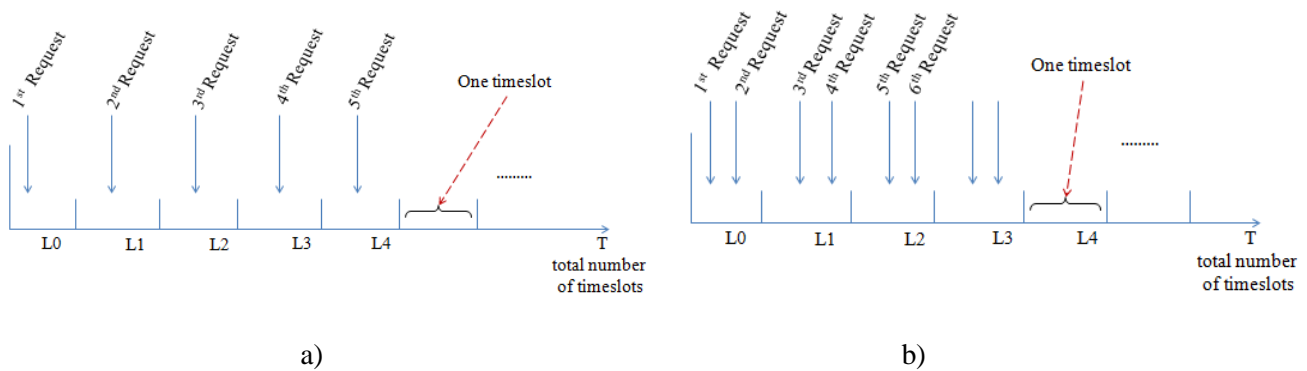 1st Request
2nd Request
3rd Request
4th Request
5th Request
One timeslot
.........
L0
L1
L2
L3
L4
T
total number
of timeslots
a)
1st Request
2nd Request
3rd Request
4th Request
5th Request
6th Request
One timeslot
.........
L0
L1
L2
L3
L4
T
total number
of timeslots
b)